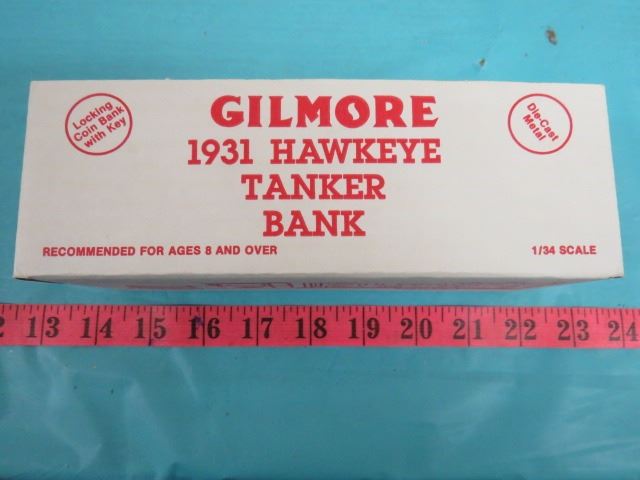 Locking
Coin Bank
with Key
GILMORE
Die-Cast
Metal
1931 HAWKEYE
TANKER
BANK
RECOMMENDED FOR AGES 8 AND OVER
1/34 SCALE
2 13 14 15 16 17 18 19 20 21 22 23 24